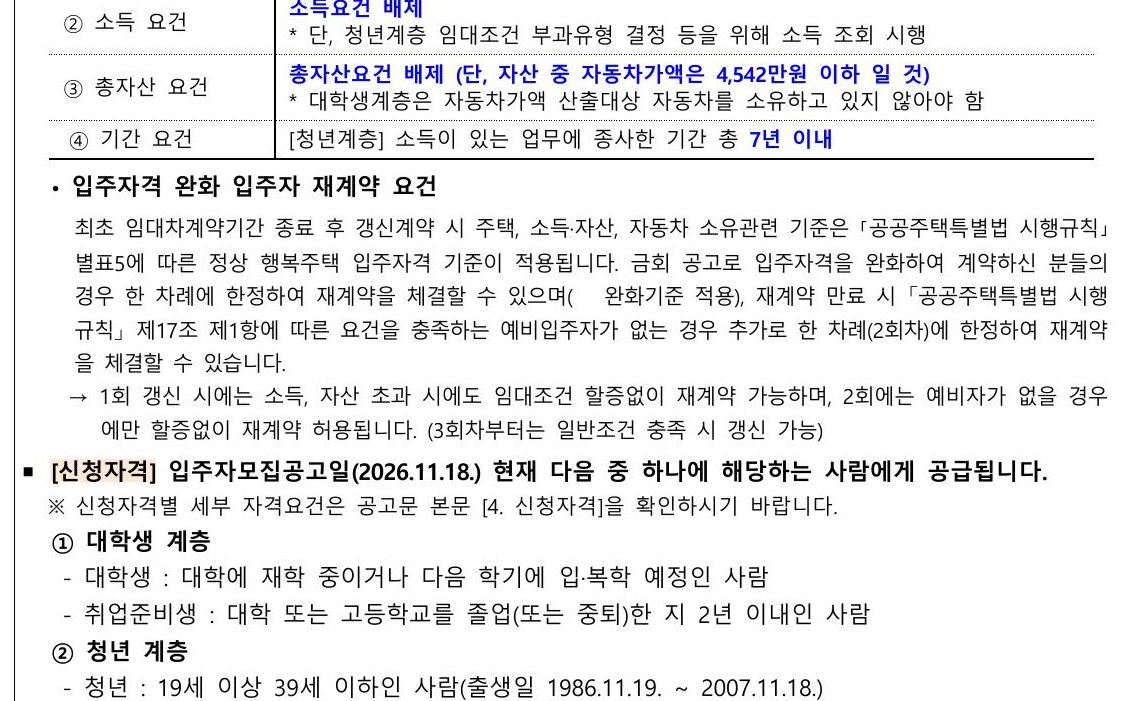 ② 소득 요건
소득요건 배제
* 단, 청년계층 임대조건 부과유형 결정 등을 위해 소득 조회 시행
③ 총자산 요건
총자산요건 배제 (단, 자산 중 자동차가액은 4,542만원 이하 일 것)
* 대학생계층은 자동차가액 산출대상 자동차를 소유하고 있지 않아야 함
④ 기간 요건
[청년계층] 소득이 있는 업무에 종사한 기간 총 7년 이내
• 입주자격 완화 입주자 재계약 요건
최초 임대차계약기간 종료 후 갱신계약 시 주택, 소득·자산, 자동차 소유관련 기준은 「공공주택특별법 시행규칙」
별표5에 따른 정상 행복주택 입주자격 기준이 적용됩니다. 금회 공고로 입주자격을 완화하여 계약하신 분들의
경우 한 차례에 한정하여 재계약을 체결할 수 있으며( 완화기준 적용), 재계약 만료 시 「공공주택특별법 시행
규칙」 제17조 제1항에 따른 요건을 충족하는 예비입주자가 없는 경우 추가로 한 차례(2회차)에 한정하여 재계약
을 체결할 수 있습니다.
→ 1회 갱신 시에는 소득, 자산 초과 시에도 임대조건 할증없이 재계약 가능하며, 2회에는 예비자가 없을 경우
에만 할증없이 재계약 허용됩니다. (3회차부터는 일반조건 충족 시 갱신 가능)
■ [신청자격] 입주자모집공고일(2026.11.18.) 현재 다음 중 하나에 해당하는 사람에게 공급됩니다.
※ 신청자격별 세부 자격요건은 공고문 본문 [4. 신청자격]을 확인하시기 바랍니다.
① 대학생 계층
- 대학생 : 대학에 재학 중이거나 다음 학기에 입·복학 예정인 사람
- 취업준비생 : 대학 또는 고등학교를 졸업(또는 중퇴)한 지 2년 이내인 사람
② 청년 계층
- 청년 : 19세 이상 39세 이하인 사람(출생일 1986.11.19. ~ 2007.11.18.)